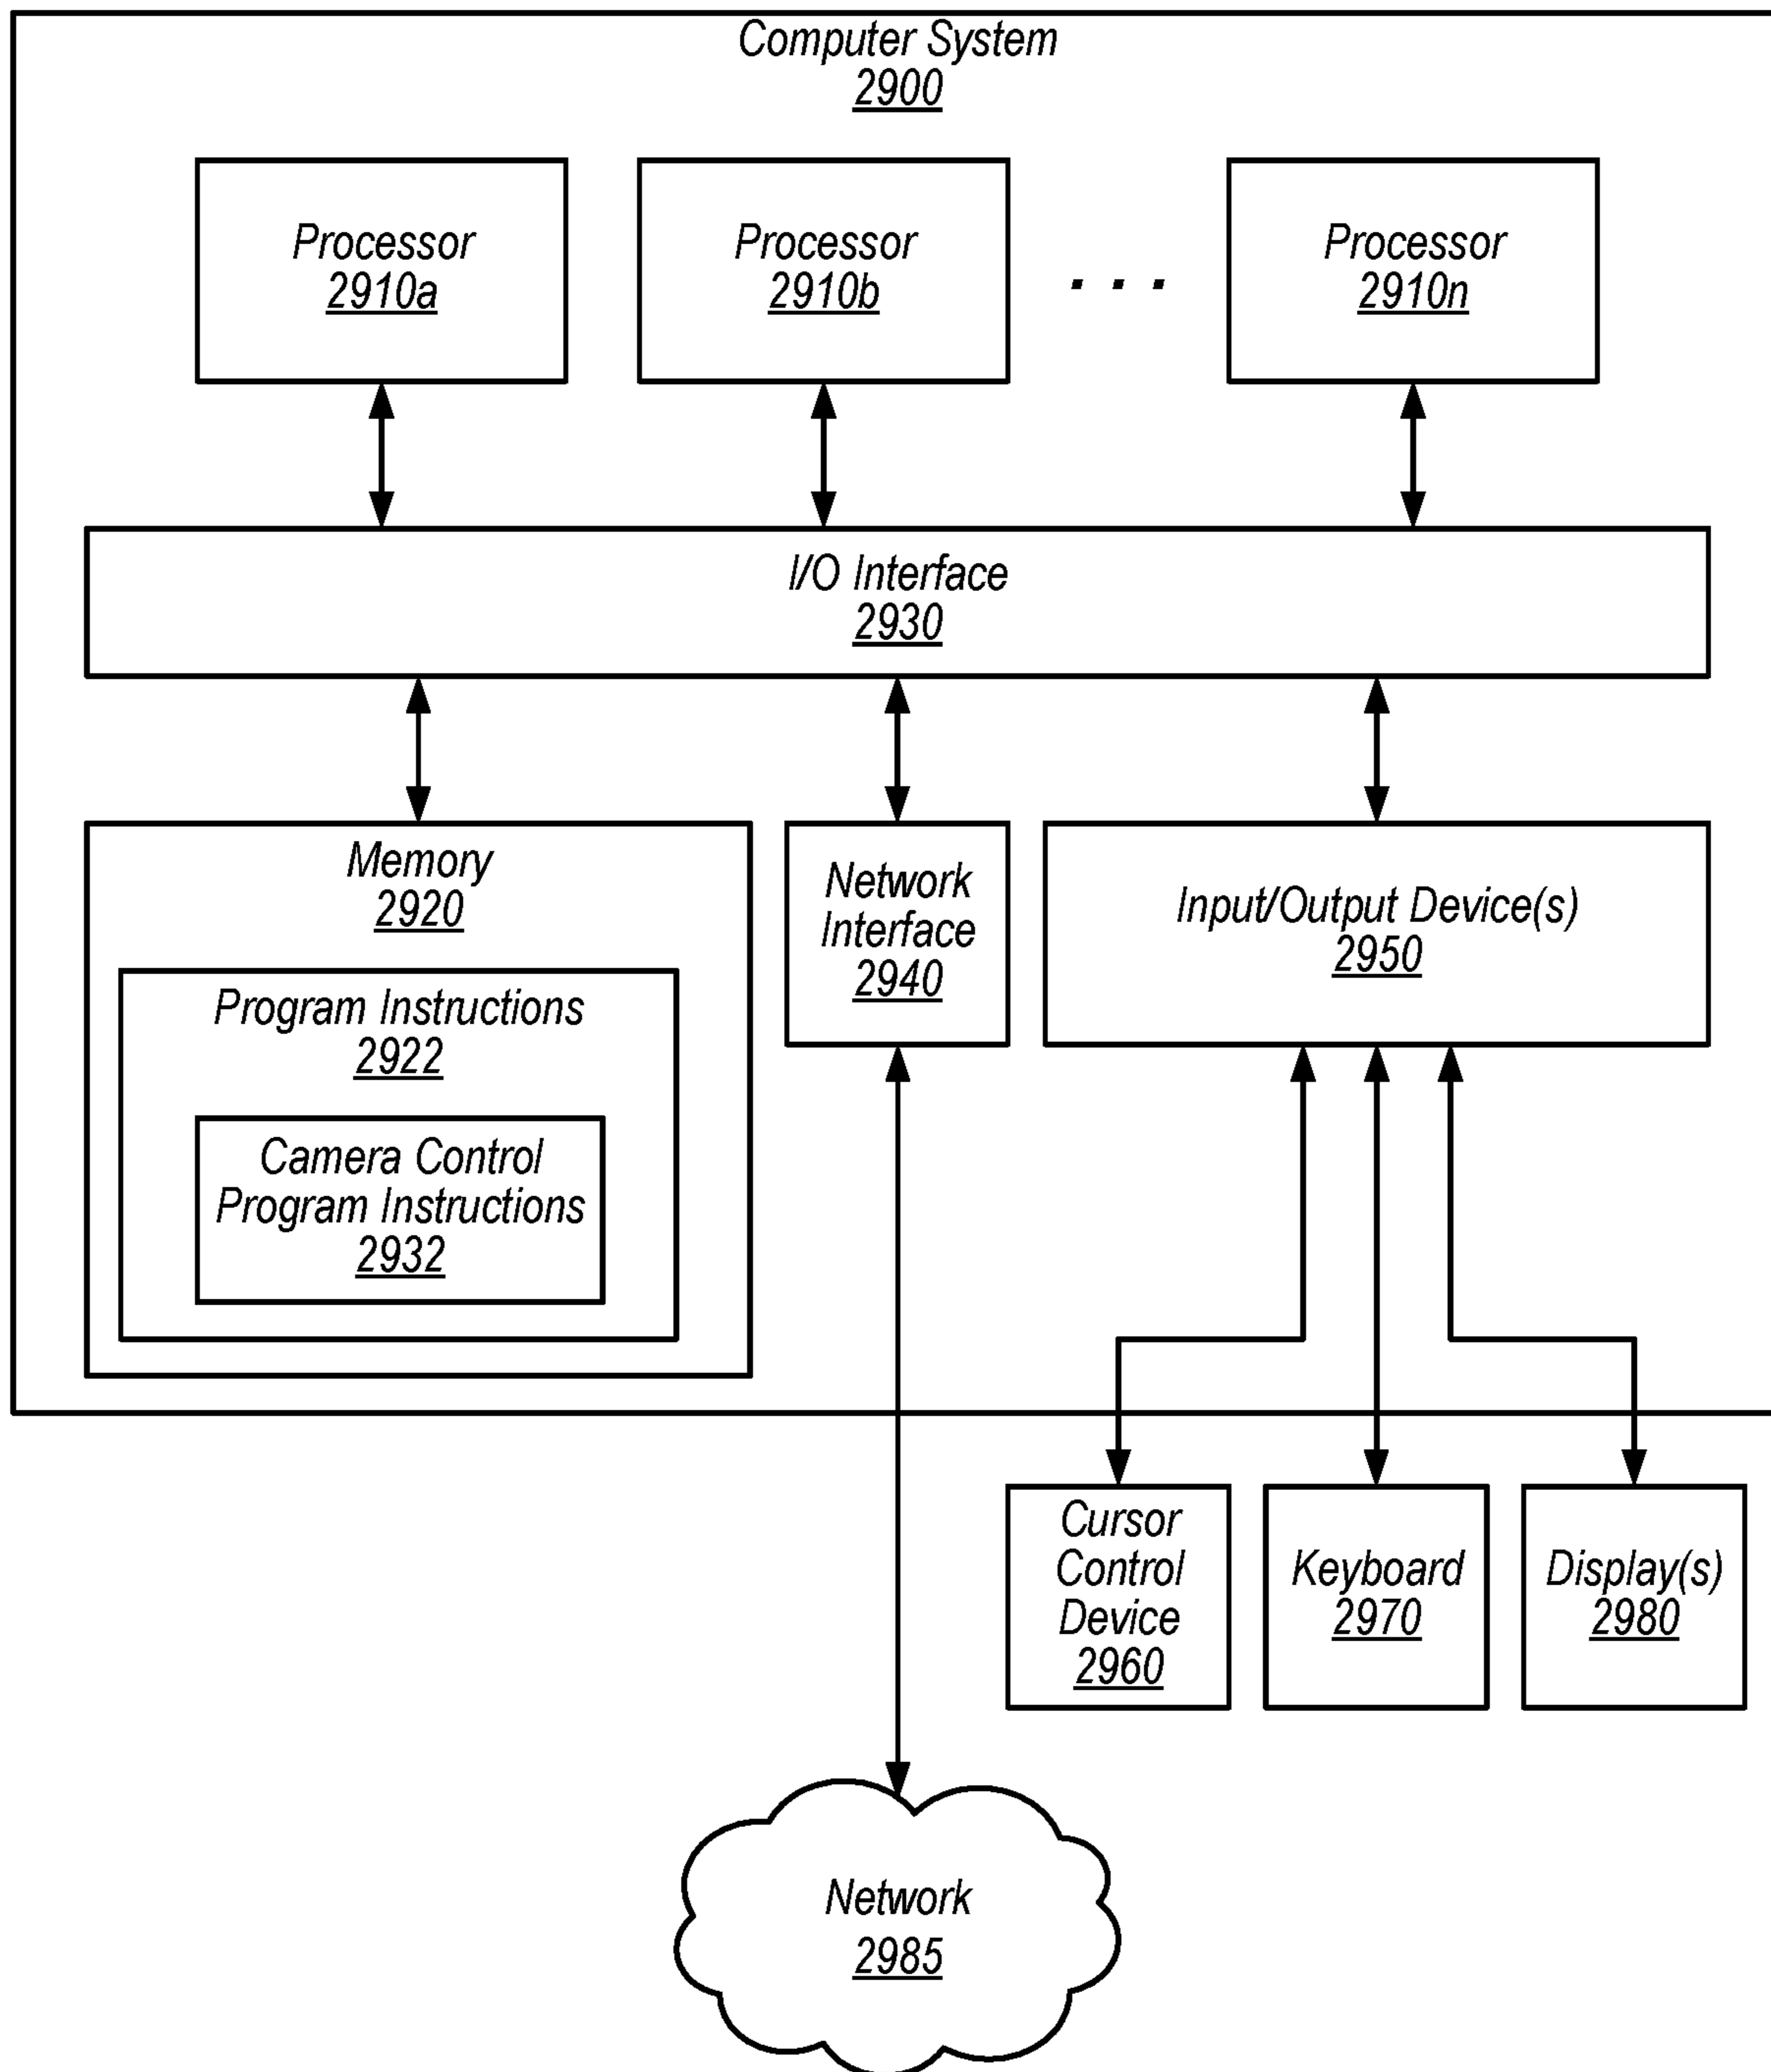 Computer System
2900
Processor
2910a
Processor
2910b
. . .
Processor
2910n
I/O Interface
2930
Memory
2920
Program Instructions
2922
Camera Control
Program Instructions
2932
Network
Interface
2940
Input/Output Device(s)
2950
Cursor
Control
Device
2960
Keyboard
2970
Display(s)
2980
Network
2985